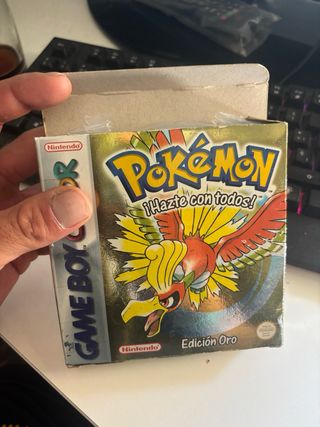 Nintendo
GAME BOY COLOR
POKéMON
¡Hazte con todos!
Nintendo
Edición Oro